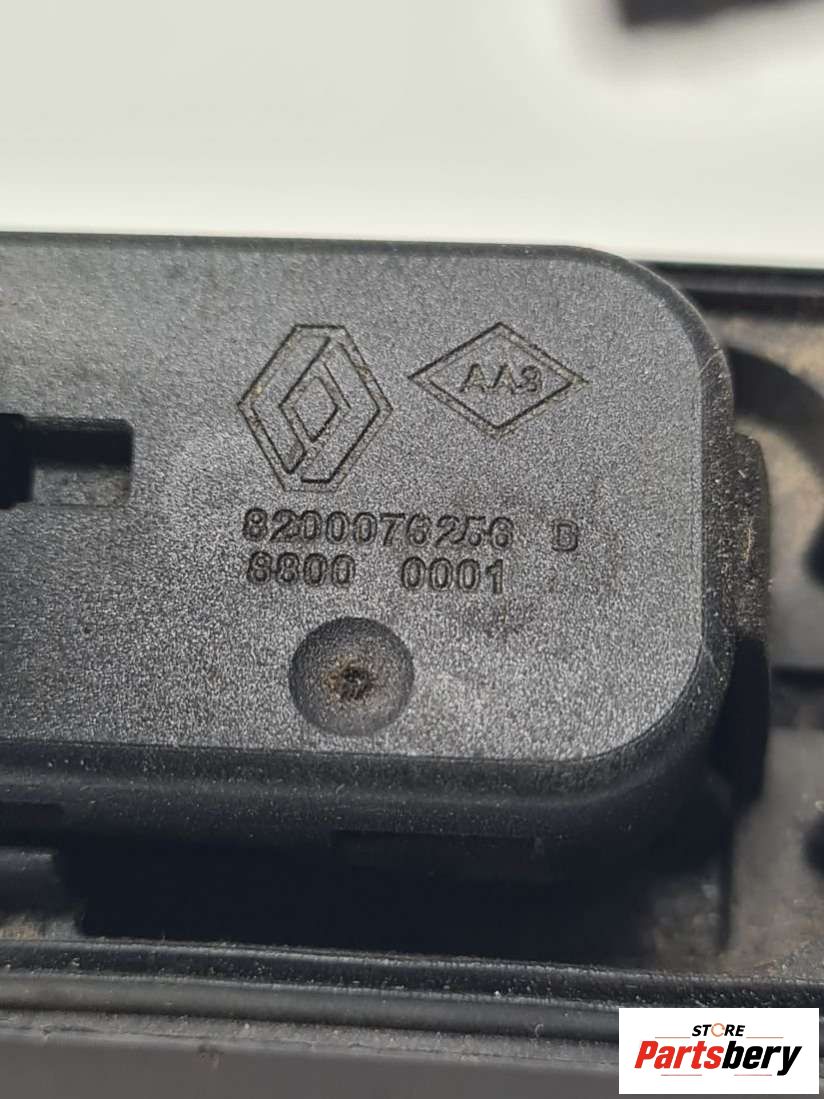 AA3
8200076256 B
8800 0001
STORE
Partsbery